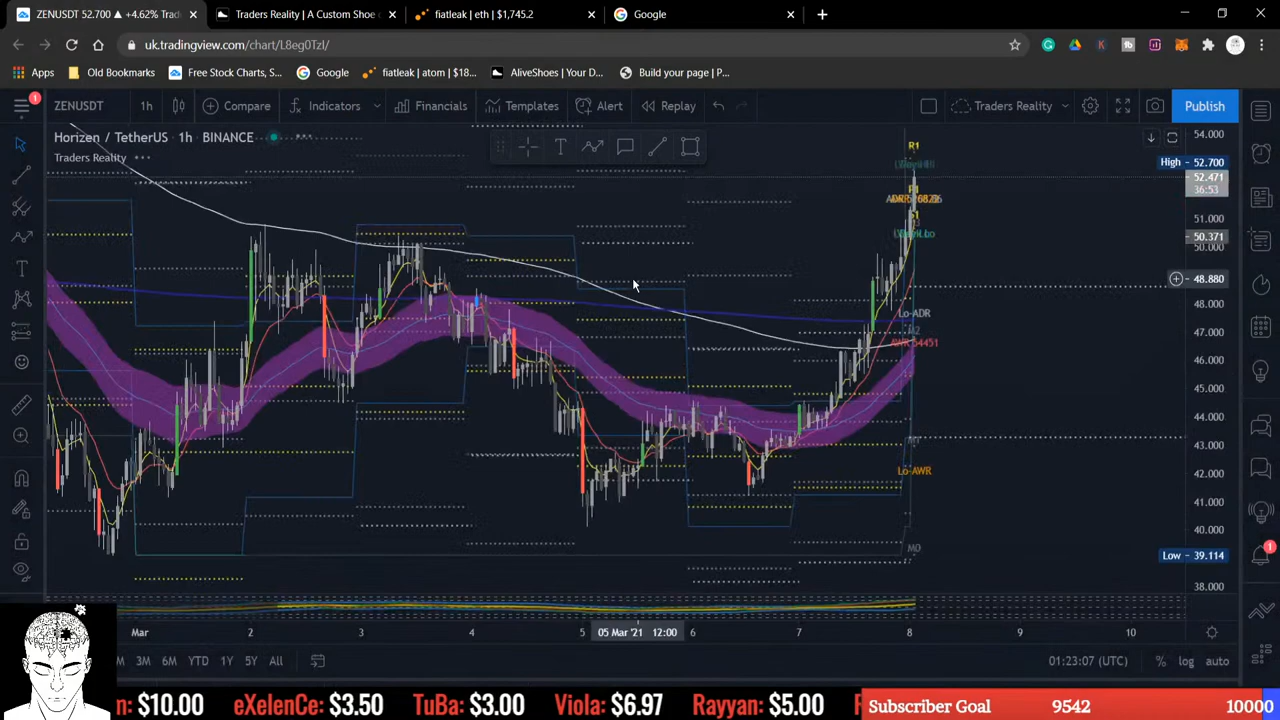 ZENUSDT 52.700 ▲ +4.62% Trad
Traders Reality | A Custom Shoe
fiatleak | eth | $1,745.2
Google
uk.tradingview.com/chart/L8eg0TzI/
Apps
Old Bookmarks
Free Stock Charts, S...
Google
fiatleak | atom | $18...
AliveShoes | Your D...
Build your page | P...
1
ZENUSDT
1h
Compare
Indicators
Financials
Templates
Alert
Replay
Traders Reality
Publish
Horizen / TetherUS · 1h · BINANCE
Traders Reality
54.000
High 52.700
52.471
36:53
51.000
50.371
50.000
48.880
48.000
47.000
46.000
45.000
44.000
43.000
42.000
41.000
40.000
Low 39.114
38.000
R1
Lo-ADR
M2
AWR 54451
M1
Lo-AWR
M0
Mar
2
3
4
5
05 Mar '21 12:00
6
7
8
9
10
1
M
3M
6M
YTD
1Y
5Y
All
01:23:07 (UTC)
%
log
auto
n: $10.00
eXelenCe: $3.50
TuBa: $3.00
Viola: $6.97
Rayyan: $5.00
Subscriber Goal
9542
10000